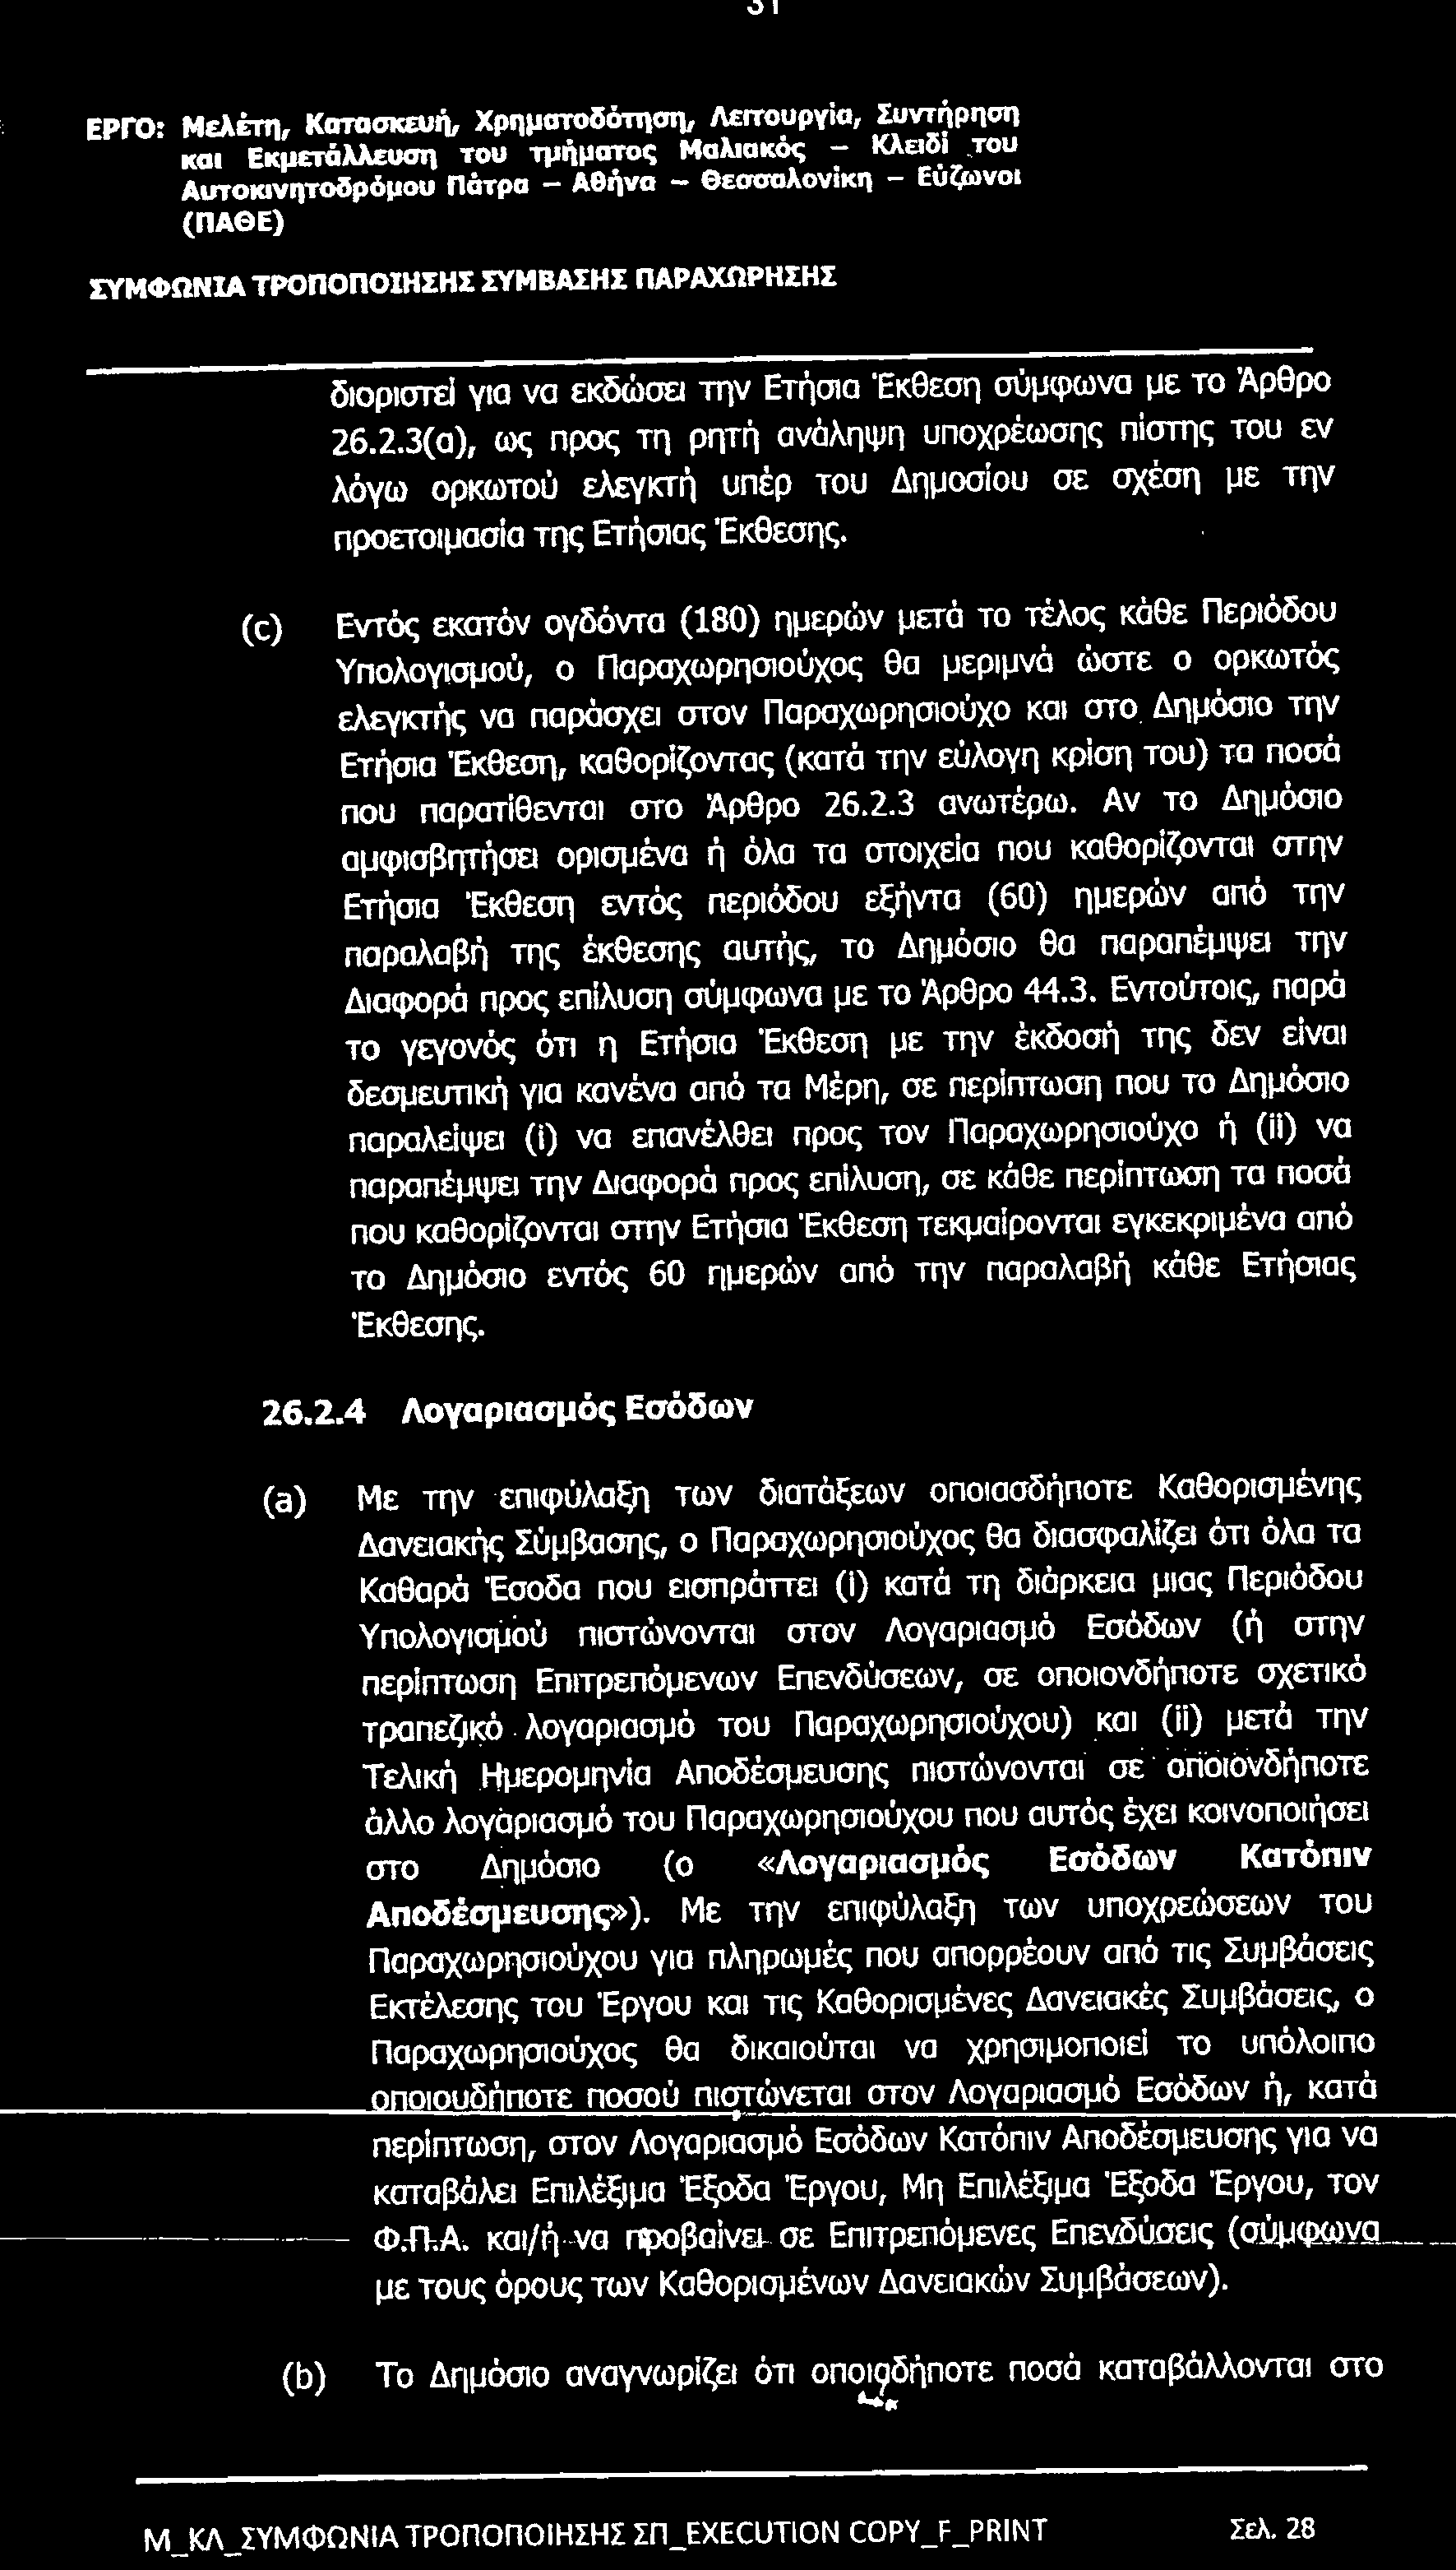 31
ΕΡΓΟ: Μελέτη, Κατασκευή, Χρηματοδότηση, Λειτουργία, Συντήρηση
και Εκμετάλλευση του τμήματος Μαλιακός – Κλειδί του
Αυτοκινητοδρόμου Πάτρα – Αθήνα – Θεσσαλονίκη – Εύζωνοι
(ΠΑΘΕ)
ΣΥΜΦΩΝΙΑ ΤΡΟΠΟΠΟΙΗΣΗΣ ΣΥΜΒΑΣΗΣ ΠΑΡΑΧΩΡΗΣΗΣ
διοριστεί για να εκδώσει την Ετήσια Έκθεση σύμφωνα με το Άρθρο
26.2.3(α), ως προς τη ρητή ανάληψη υποχρέωσης πίστης του εν
λόγω ορκωτού ελεγκτή υπέρ του Δημοσίου σε σχέση με την
προετοιμασία της Ετήσιας Έκθεσης.
(c) Εντός εκατόν ογδόντα (180) ημερών μετά το τέλος κάθε Περιόδου
Υπολογισμού, ο Παραχωρησιούχος θα μεριμνά ώστε ο ορκωτός
ελεγκτής να παράσχει στον Παραχωρησιούχο και στο Δημόσιο την
Ετήσια Έκθεση, καθορίζοντας (κατά την εύλογη κρίση του) τα ποσά
που παρατίθενται στο Άρθρο 26.2.3 ανωτέρω. Αν το Δημόσιο
αμφισβητήσει ορισμένα ή όλα τα στοιχεία που καθορίζονται στην
Ετήσια Έκθεση εντός περιόδου εξήντα (60) ημερών από την
παραλαβή της έκθεσης αυτής, το Δημόσιο θα παραπέμψει την
Διαφορά προς επίλυση σύμφωνα με το Άρθρο 44.3. Εντούτοις, παρά
το γεγονός ότι η Ετήσια Έκθεση με την έκδοσή της δεν είναι
δεσμευτική για κανένα από τα Μέρη, σε περίπτωση που το Δημόσιο
παραλείψει (i) να επανέλθει προς τον Παραχωρησιούχο ή (ii) να
παραπέμψει την Διαφορά προς επίλυση, σε κάθε περίπτωση τα ποσά
που καθορίζονται στην Ετήσια Έκθεση τεκμαίρονται εγκεκριμένα από
το Δημόσιο εντός 60 ημερών από την παραλαβή κάθε Ετήσιας
Έκθεσης.
26.2.4 Λογαριασμός Εσόδων
(a) Με την επιφύλαξη των διατάξεων οποιασδήποτε Καθορισμένης
Δανειακής Σύμβασης, ο Παραχωρησιούχος θα διασφαλίζει ότι όλα τα
Καθαρά Έσοδα που εισπράττει (i) κατά τη διάρκεια μιας Περιόδου
Υπολογισμού πιστώνονται στον Λογαριασμό Εσόδων (ή στην
περίπτωση Επιτρεπόμενων Επενδύσεων, σε οποιονδήποτε σχετικό
τραπεζικό λογαριασμό του Παραχωρησιούχου) και (ii) μετά την
Τελική Ημερομηνία Αποδέσμευσης πιστώνονται σε οποιονδήποτε
άλλο λογαριασμό του Παραχωρησιούχου που αυτός έχει κοινοποιήσει
στο Δημόσιο (ο «Λογαριασμός Εσόδων Κατόπιν
Αποδέσμευσης»). Με την επιφύλαξη των υποχρεώσεων του
Παραχωρησιούχου για πληρωμές που απορρέουν από τις Συμβάσεις
Εκτέλεσης του Έργου και τις Καθορισμένες Δανειακές Συμβάσεις, ο
Παραχωρησιούχος θα δικαιούται να χρησιμοποιεί το υπόλοιπο
οποιουδήποτε ποσού πιστώνεται στον Λογαριασμό Εσόδων ή, κατά
περίπτωση, στον Λογαριασμό Εσόδων Κατόπιν Αποδέσμευσης για να
καταβάλει Επιλέξιμα Έξοδα Έργου, Μη Επιλέξιμα Έξοδα Έργου, τον
Φ.Π.Α. και/ή να προβαίνει σε Επιτρεπόμενες Επενδύσεις (σύμφωνα
με τους όρους των Καθορισμένων Δανειακών Συμβάσεων).
(b) Το Δημόσιο αναγνωρίζει ότι οποιαδήποτε ποσά καταβάλλονται στο
Μ_ΚΛ_ΣΥΜΦΩΝΙΑ ΤΡΟΠΟΠΟΙΗΣΗΣ ΣΠ_EXECUTION COPY_F_PRINT Σελ. 28